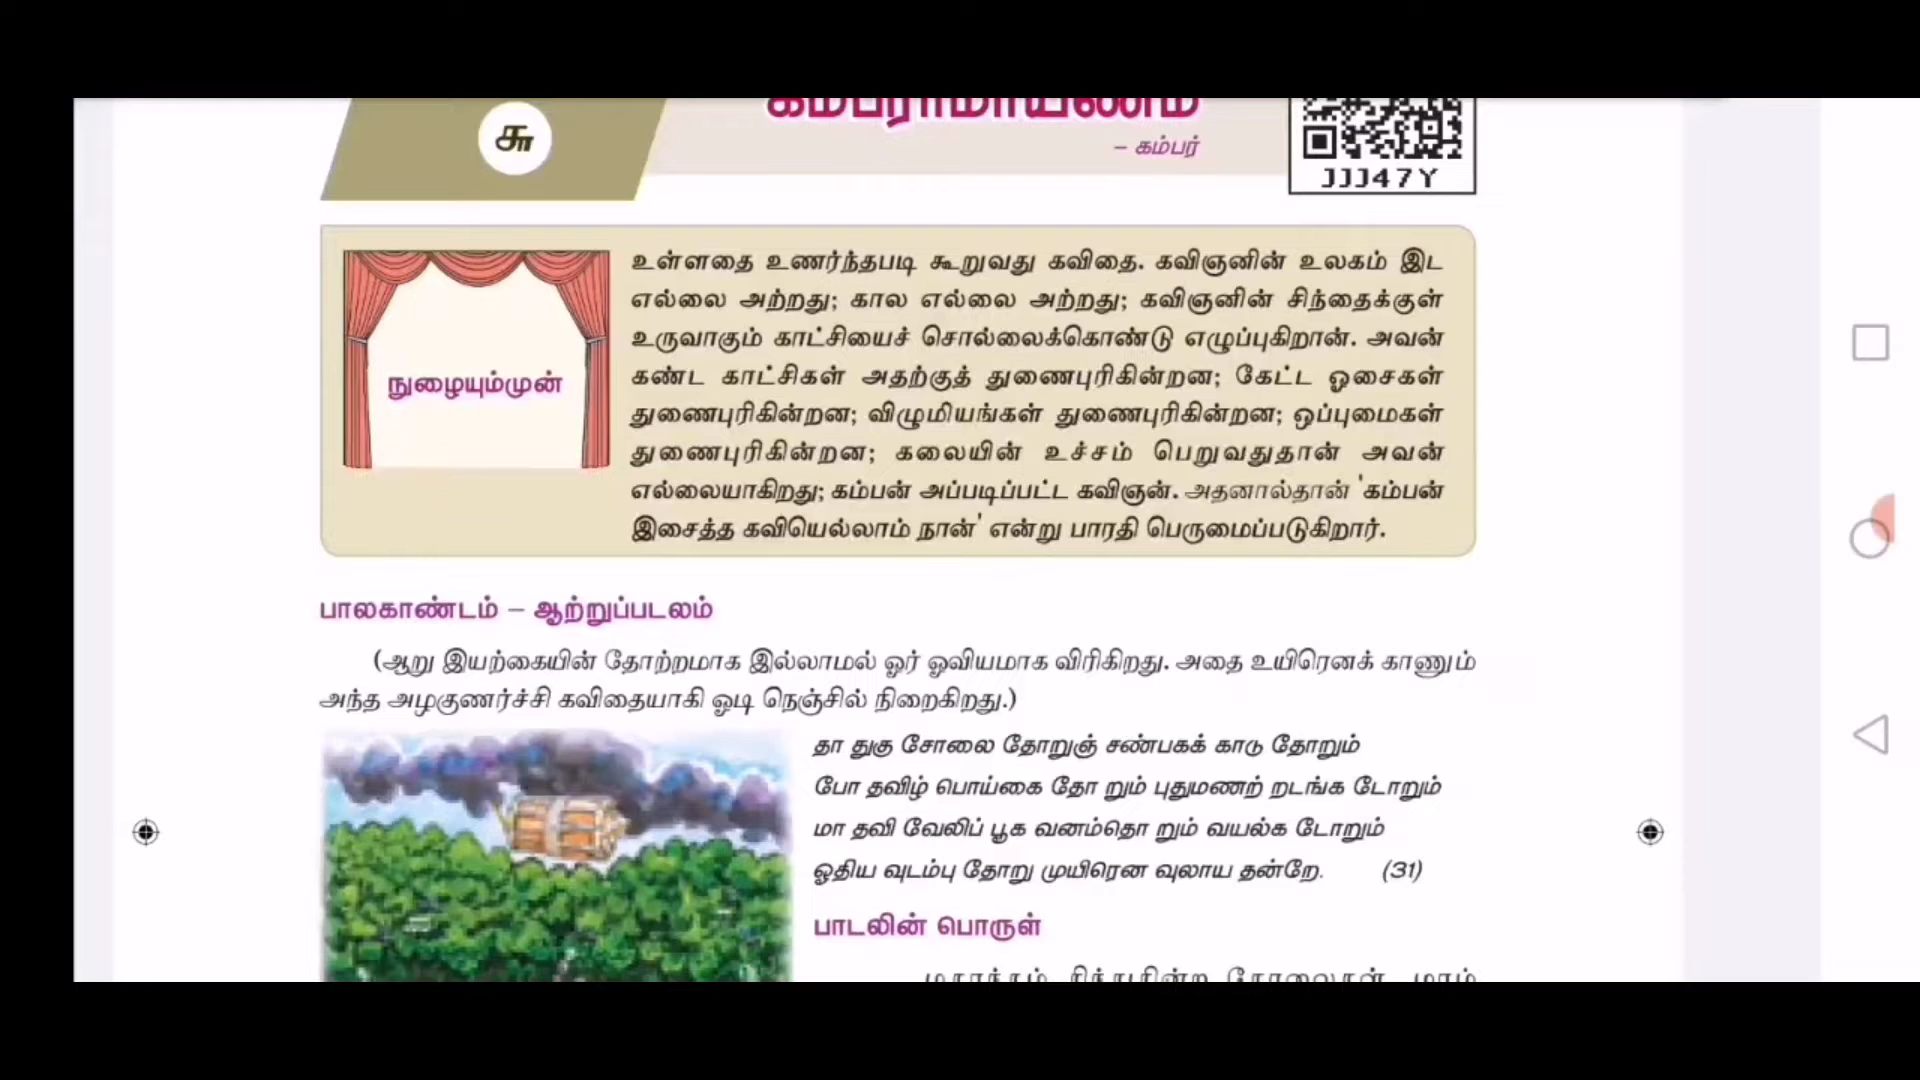 கம்பராமாயணம்
கூ
– கம்பர்
JJJ47Y
நுழையும்முன்
உள்ளதை உணர்ந்தபடி கூறுவது கவிதை. கவிஞனின் உலகம் இட
எல்லை அற்றது; கால எல்லை அற்றது; கவிஞனின் சிந்தைக்குள்
உருவாகும் காட்சியைச் சொல்லைக்கொண்டு எழுப்புகிறான். அவன்
கண்ட காட்சிகள் அதற்குத் துணைபுரிகின்றன; கேட்ட ஓசைகள்
துணைபுரிகின்றன; விழுமியங்கள் துணைபுரிகின்றன; ஒப்புமைகள்
துணைபுரிகின்றன; கலையின் உச்சம் பெறுவதுதான் அவன்
எல்லையாகிறது; கம்பன் அப்படிப்பட்ட கவிஞன். அதனால்தான் 'கம்பன்
இசைத்த கவியெல்லாம் நான்' என்று பாரதி பெருமைப்படுகிறார்.
பாலகாண்டம் – ஆற்றுப்படலம்
(ஆறு இயற்கையின் தோற்றமாக இல்லாமல் ஓர் ஓவியமாக விரிகிறது. அதை உயிரெனக் காணும்
அந்த அழகுணர்ச்சி கவிதையாகி ஓடி நெஞ்சில் நிறைகிறது.)
தா துகு சோலை தோறுஞ் சண்பகக் காடு தோறும்
போ தவிழ் பொய்கை தோ றும் புதுமணற் றடங்க டோறும்
மா தவி வேலிப் பூக வனம்தொ றும் வயல்க டோறும்
ஓதிய வுடம்பு தோறு முயிரென வுலாய தன்றே. (31)
பாடலின் பொருள்